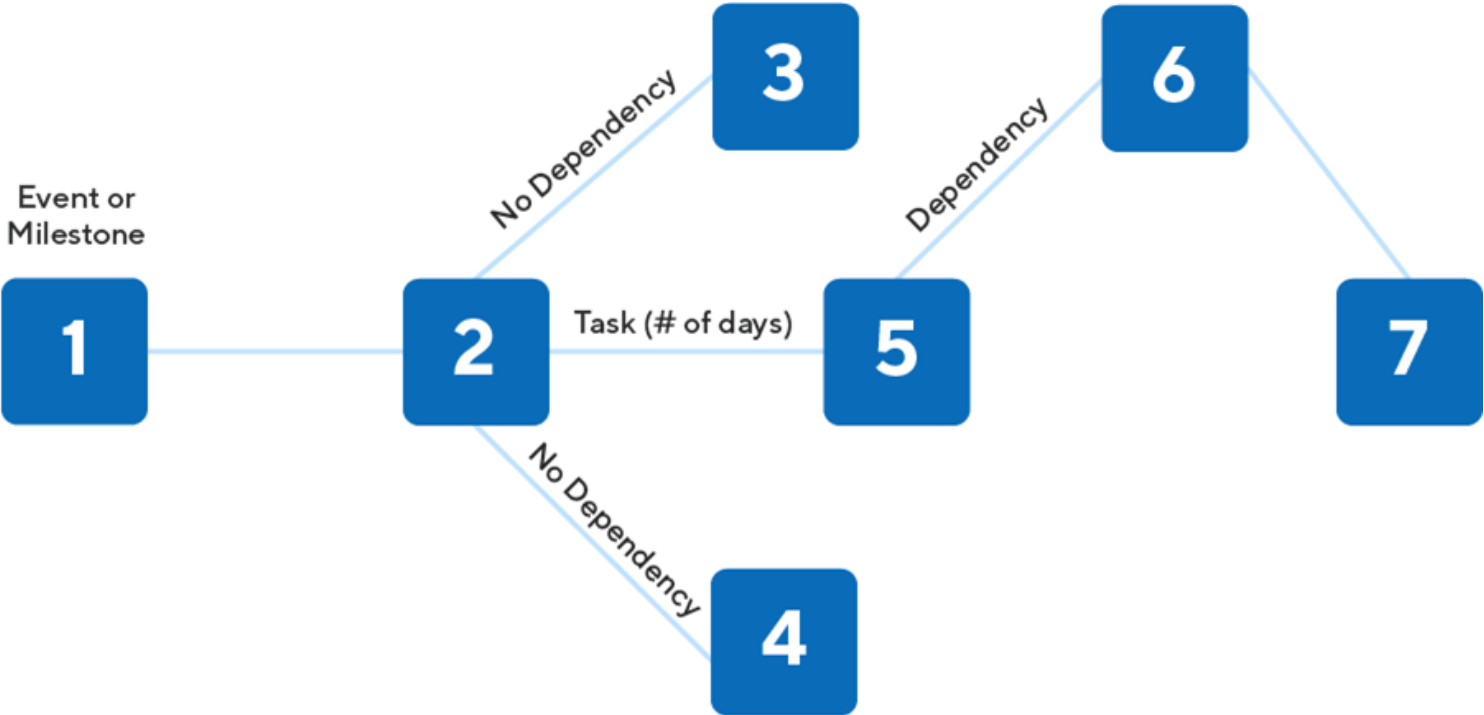 3
6
No Dependency
Dependency
Event or
Milestone
1
2
Task (# of days)
5
7
No Dependency
4